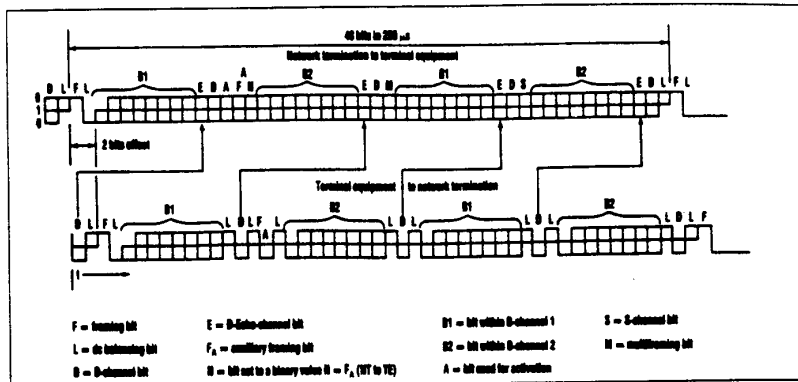 48 bits in 250 μs
Network termination to terminal equipment
D L F L B1 E D A F N A B2 E D M B1 E D S B2 E D L F L
0
1
0
2 bits offset
Terminal equipment to network termination
D L F L B1 L D L F A L B2 L D L B1 L D L B2 L D L F
F = framing bit
E = D-Echo-channel bit
B1 = bit within B-channel 1
S = S-channel bit
L = dc balancing bit
F_A = auxiliary framing bit
B2 = bit within B-channel 2
M = multiframing bit
D = D-channel bit
N = bit set to a binary value N = F_A (NT to TE)
A = bit used for activation